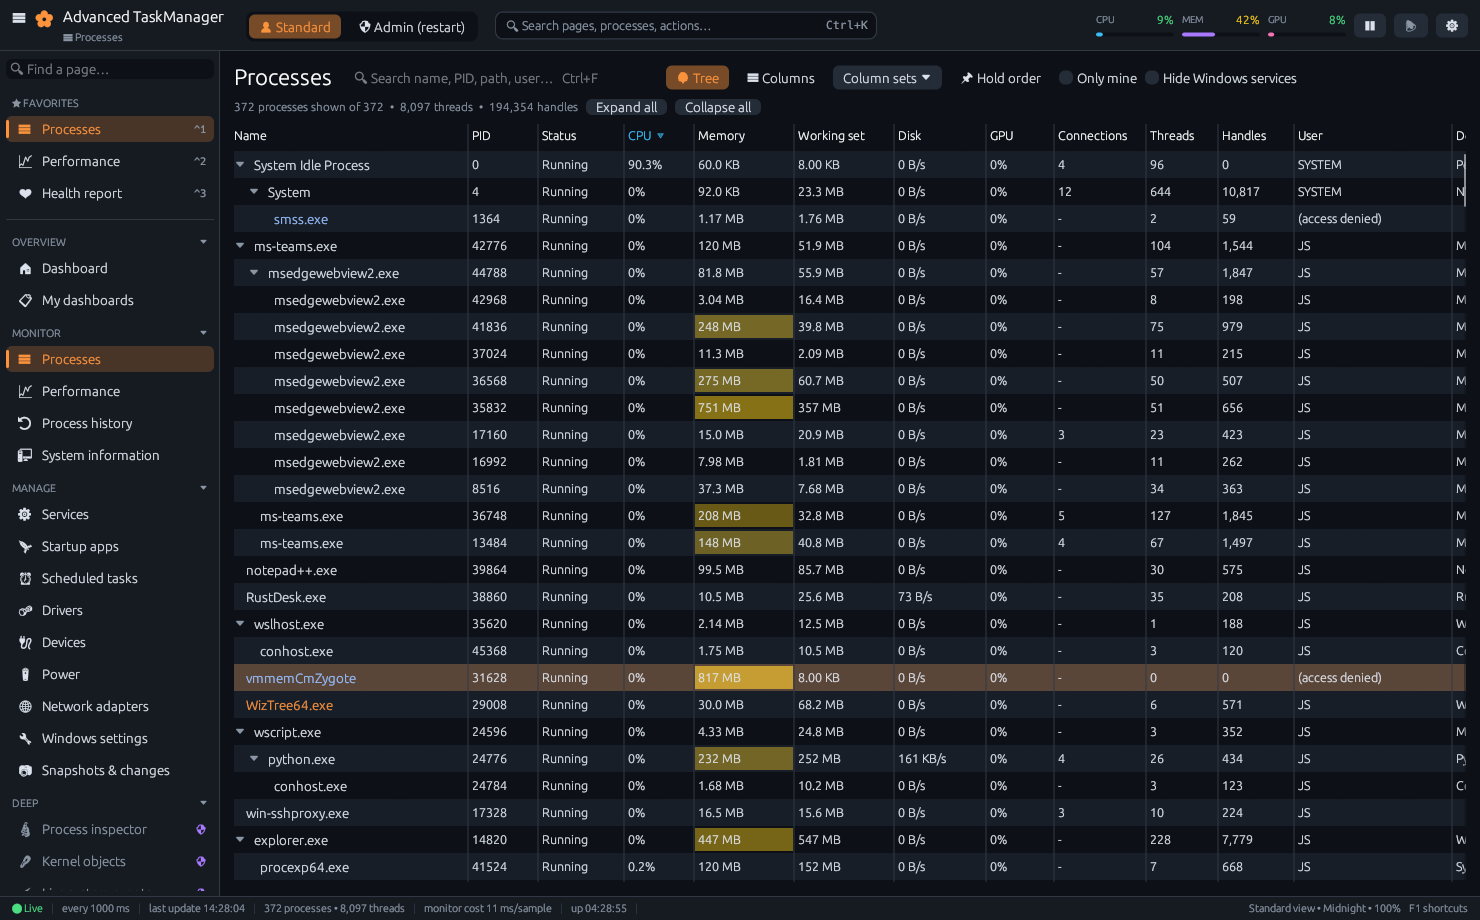 Advanced TaskManager
Processes
Standard
Admin (restart)
Search pages, processes, actions…
Ctrl+K
CPU 9% MEM 42% GPU 8%
Find a page…
FAVORITES
Processes ^1
Performance ^2
Health report ^3
OVERVIEW
Dashboard
My dashboards
MONITOR
Processes
Performance
Process history
System information
MANAGE
Services
Startup apps
Scheduled tasks
Drivers
Devices
Power
Network adapters
Windows settings
Snapshots & changes
DEEP
Process inspector
Kernel objects
Processes
Search name, PID, path, user… Ctrl+F
Tree
Columns
Column sets
Hold order
Only mine
Hide Windows services
372 processes shown of 372 • 8,097 threads • 194,354 handles
Expand all
Collapse all
Name PID Status CPU Memory Working set Disk GPU Connections Threads Handles User
System Idle Process 0 Running 90.3% 60.0 KB 8.00 KB 0 B/s 0% 4 96 0 SYSTEM
System 4 Running 0% 92.0 KB 23.3 MB 0 B/s 0% 12 644 10,817 SYSTEM N
smss.exe 1364 Running 0% 1.17 MB 1.76 MB 0 B/s 0% - 2 59 (access denied)
ms-teams.exe 42776 Running 0% 120 MB 51.9 MB 0 B/s 0% - 104 1,544 JS M
msedgewebview2.exe 44788 Running 0% 81.8 MB 55.9 MB 0 B/s 0% - 57 1,847 JS M
msedgewebview2.exe 42968 Running 0% 3.04 MB 16.4 MB 0 B/s 0% - 8 198 JS M
msedgewebview2.exe 41836 Running 0% 248 MB 39.8 MB 0 B/s 0% - 75 979 JS M
msedgewebview2.exe 37024 Running 0% 11.3 MB 2.09 MB 0 B/s 0% - 11 215 JS M
msedgewebview2.exe 36568 Running 0% 275 MB 60.7 MB 0 B/s 0% - 50 507 JS M
msedgewebview2.exe 35832 Running 0% 751 MB 357 MB 0 B/s 0% - 51 656 JS M
msedgewebview2.exe 17160 Running 0% 15.0 MB 20.9 MB 0 B/s 0% 3 23 423 JS M
msedgewebview2.exe 16992 Running 0% 7.98 MB 1.81 MB 0 B/s 0% - 11 262 JS M
msedgewebview2.exe 8516 Running 0% 37.3 MB 7.68 MB 0 B/s 0% - 34 363 JS M
ms-teams.exe 36748 Running 0% 208 MB 32.8 MB 0 B/s 0% 5 127 1,845 JS M
ms-teams.exe 13484 Running 0% 148 MB 40.8 MB 0 B/s 0% 4 67 1,497 JS M
notepad++.exe 39864 Running 0% 99.5 MB 85.7 MB 0 B/s 0% - 30 575 JS
RustDesk.exe 38860 Running 0% 10.5 MB 25.6 MB 73 B/s 0% - 35 208 JS
wslhost.exe 35620 Running 0% 2.14 MB 12.5 MB 0 B/s 0% - 1 188 JS W
conhost.exe 45368 Running 0% 1.75 MB 10.5 MB 0 B/s 0% - 3 120 JS
vmmemCmZygote 31628 Running 0% 817 MB 8.00 KB 0 B/s 0% - 0 0 (access denied)
WizTree64.exe 29008 Running 0% 30.0 MB 68.2 MB 0 B/s 0% - 6 571 JS W
wscript.exe 24596 Running 0% 4.33 MB 24.8 MB 0 B/s 0% - 3 352 JS M
python.exe 24776 Running 0% 232 MB 252 MB 161 KB/s 0% 4 26 434 JS
conhost.exe 24784 Running 0% 1.68 MB 10.2 MB 0 B/s 0% - 3 123 JS
win-sshproxy.exe 17328 Running 0% 16.5 MB 15.6 MB 0 B/s 0% 3 10 224 JS
explorer.exe 14820 Running 0% 447 MB 547 MB 0 B/s 0% - 228 7,779 JS W
procexp64.exe 41524 Running 0.2% 120 MB 152 MB 0 B/s 0% - 7 668 JS Sy
Live every 1000 ms last update 14:28:04 372 processes • 8,097 threads monitor cost 11 ms/sample up 04:28:55
Standard view • Midnight • 100% F1 shortcuts